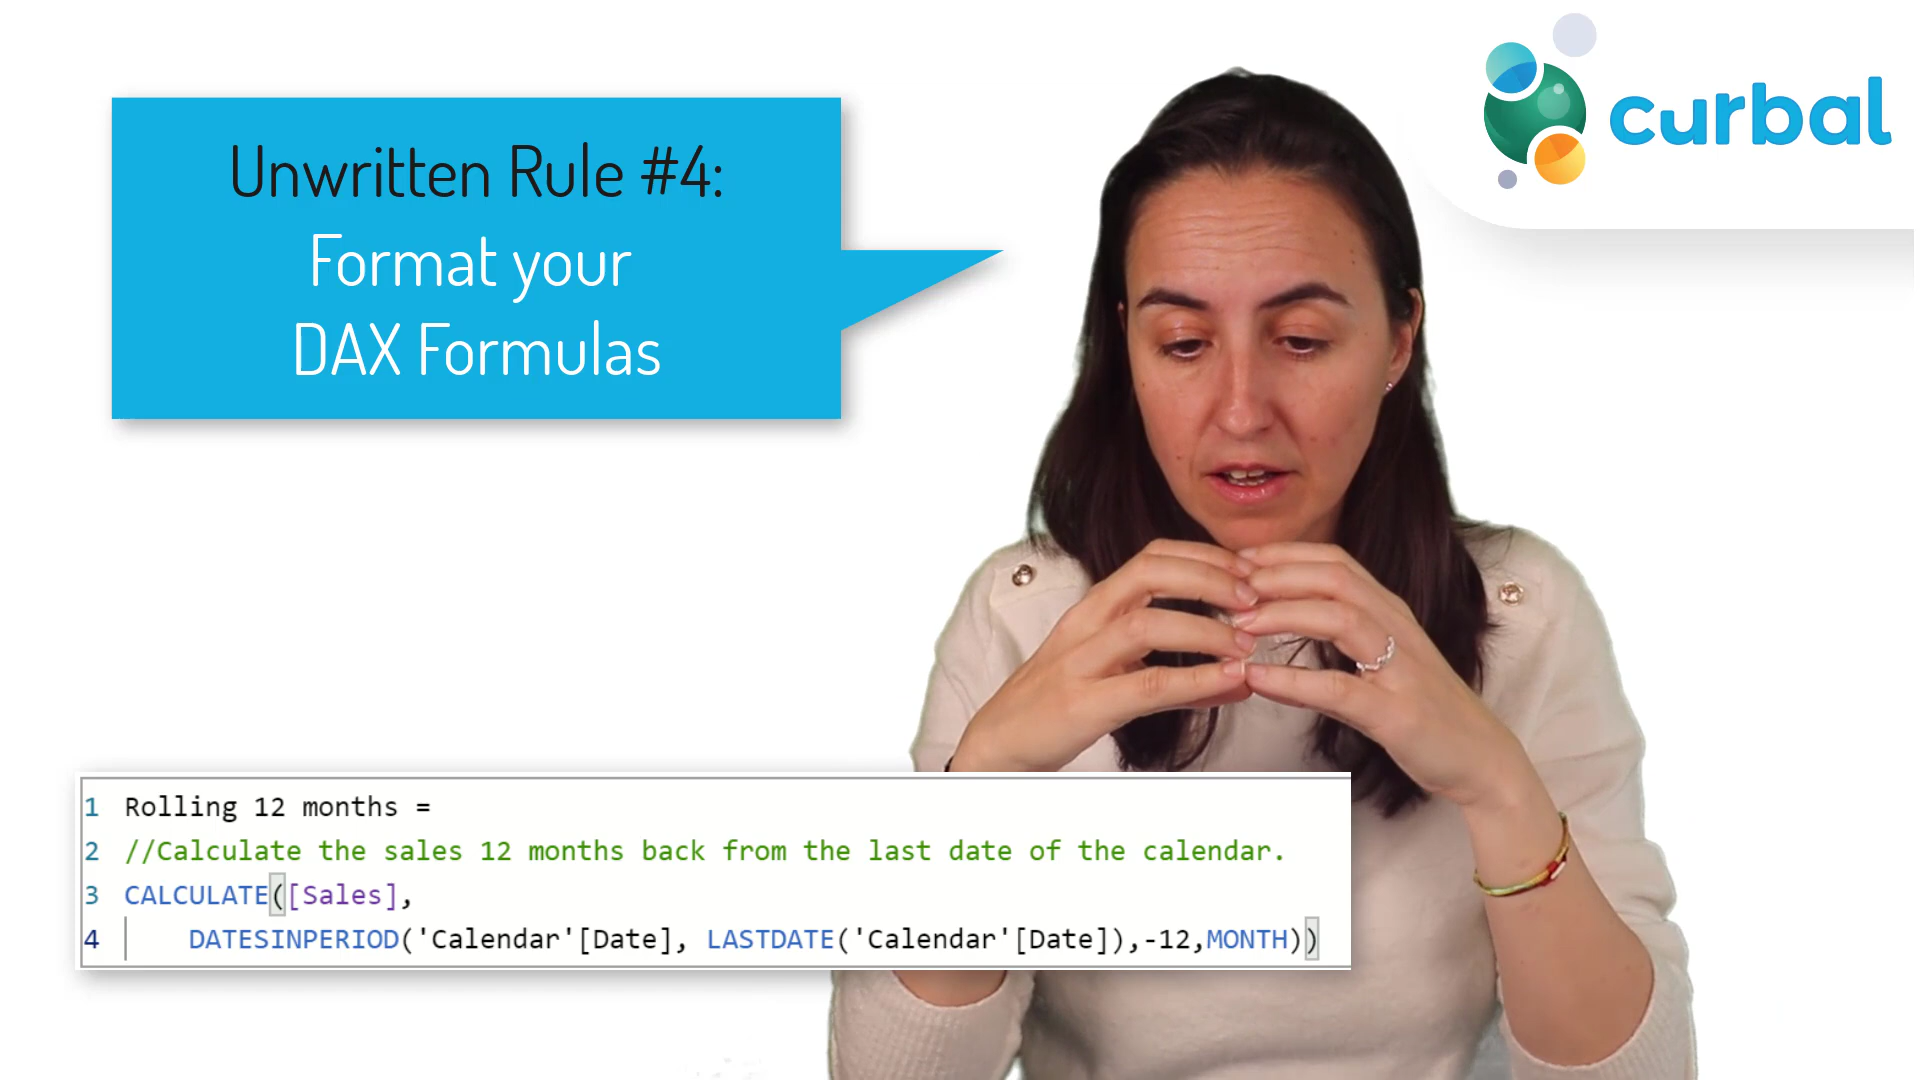 Unwritten Rule #4:
Format your
DAX Formulas
curbal
1 Rolling 12 months =
2 //Calculate the sales 12 months back from the last date of the calendar.
3 CALCULATE([Sales],
4 DATESINPERIOD('Calendar'[Date], LASTDATE('Calendar'[Date]),-12,MONTH))